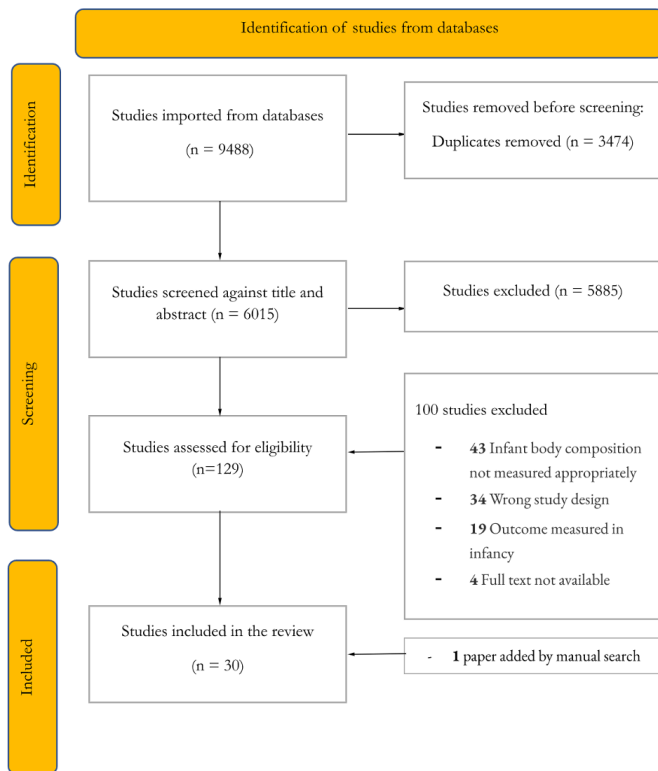 Identification of studies from databases
Identification
Studies imported from databases
(n = 9488)
Studies removed before screening:
Duplicates removed (n = 3474)
Screening
Studies screened against title and
abstract (n = 6015)
Studies excluded (n = 5885)
Studies assessed for eligibility
(n=129)
100 studies excluded
- 43 Infant body composition
not measured appropriately
- 34 Wrong study design
- 19 Outcome measured in
infancy
- 4 Full text not available
Included
Studies included in the review
(n = 30)
- 1 paper added by manual search